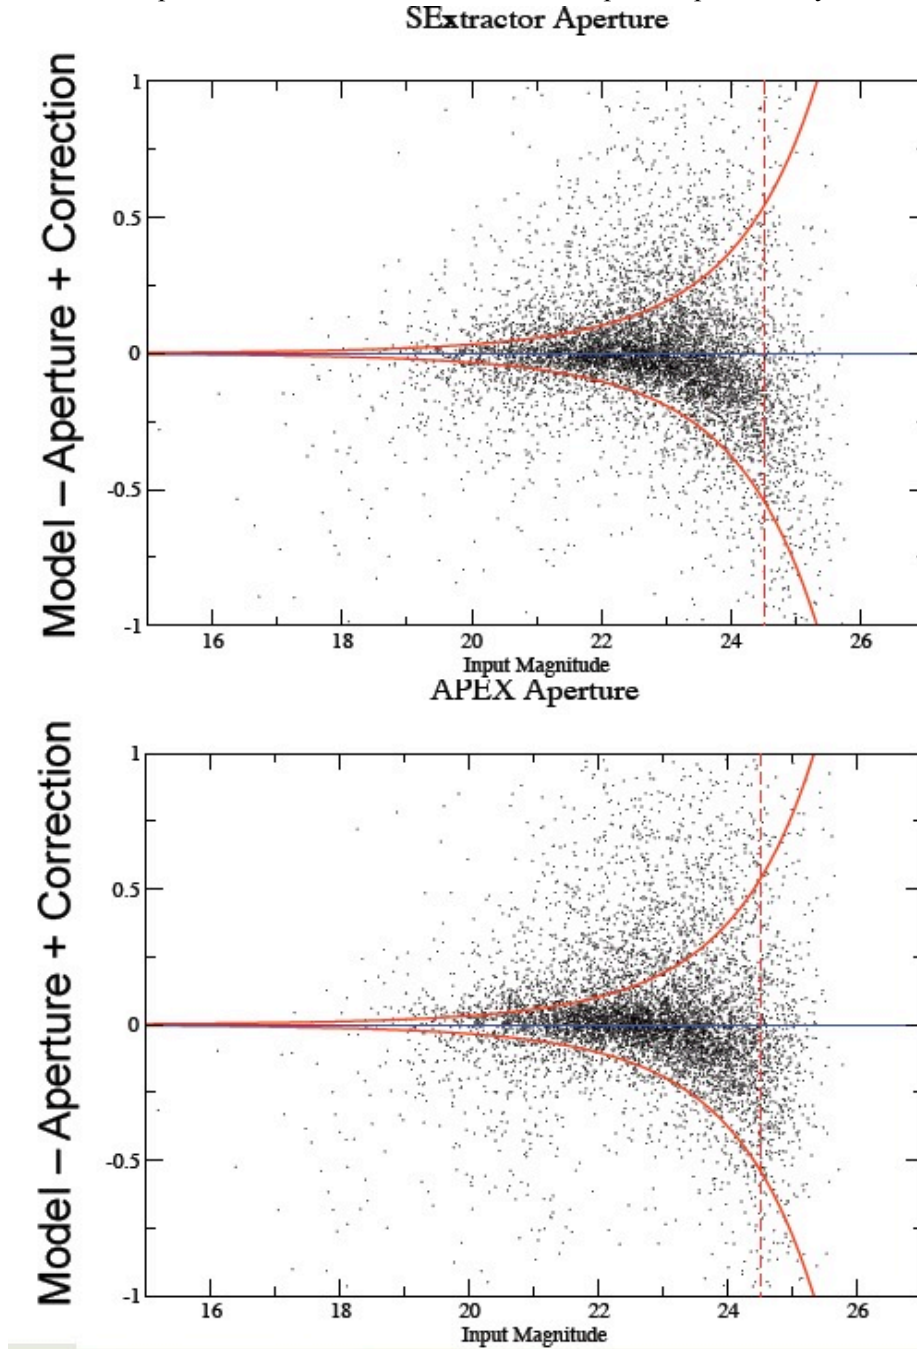 SExtractor Aperture
Model – Aperture + Correction
1
0.5
0
-0.5
-1
16 18 20 22 24 26
Input Magnitude
APEX Aperture
Model – Aperture + Correction
1
0.5
0
-0.5
-1
16 18 20 22 24 26
Input Magnitude